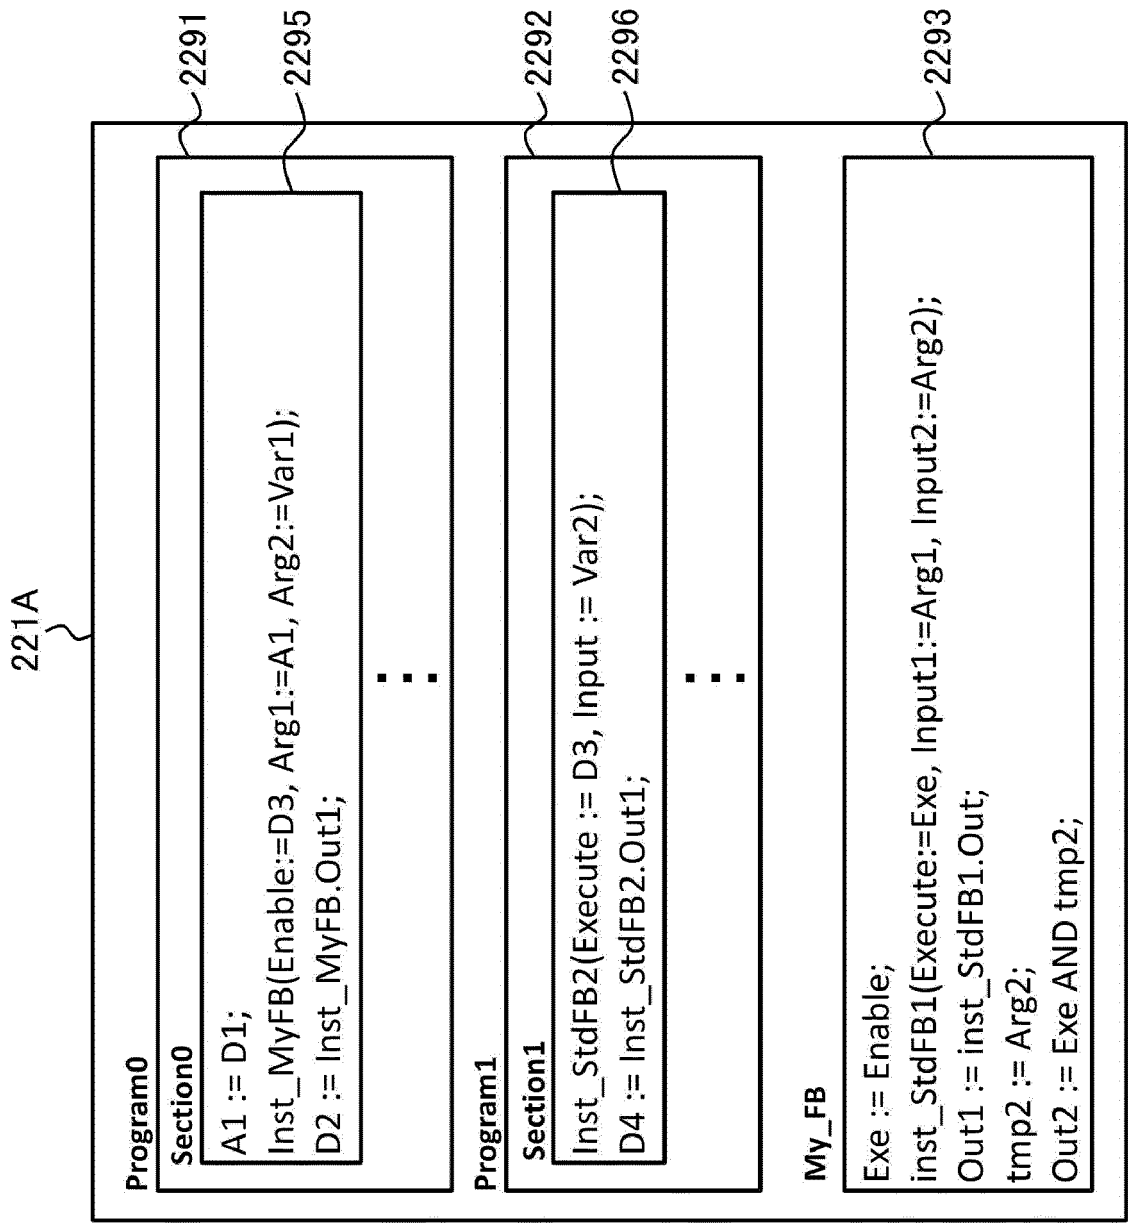 221A
Program0
2291
Section0
2295
A1 := D1;
Inst_MyFB(Enable:=D3, Arg1:=A1, Arg2:=Var1);
D2 := Inst_MyFB.Out1;
Program1
2292
Section1
2296
Inst_StdFB2(Execute := D3, Input := Var2);
D4 := Inst_StdFB2.Out1;
My_FB
2293
Exe := Enable;
inst_StdFB1(Execute:=Exe, Input1:=Arg1, Input2:=Arg2);
Out1 := inst_StdFB1.Out;
tmp2 := Arg2;
Out2 := Exe AND tmp2;